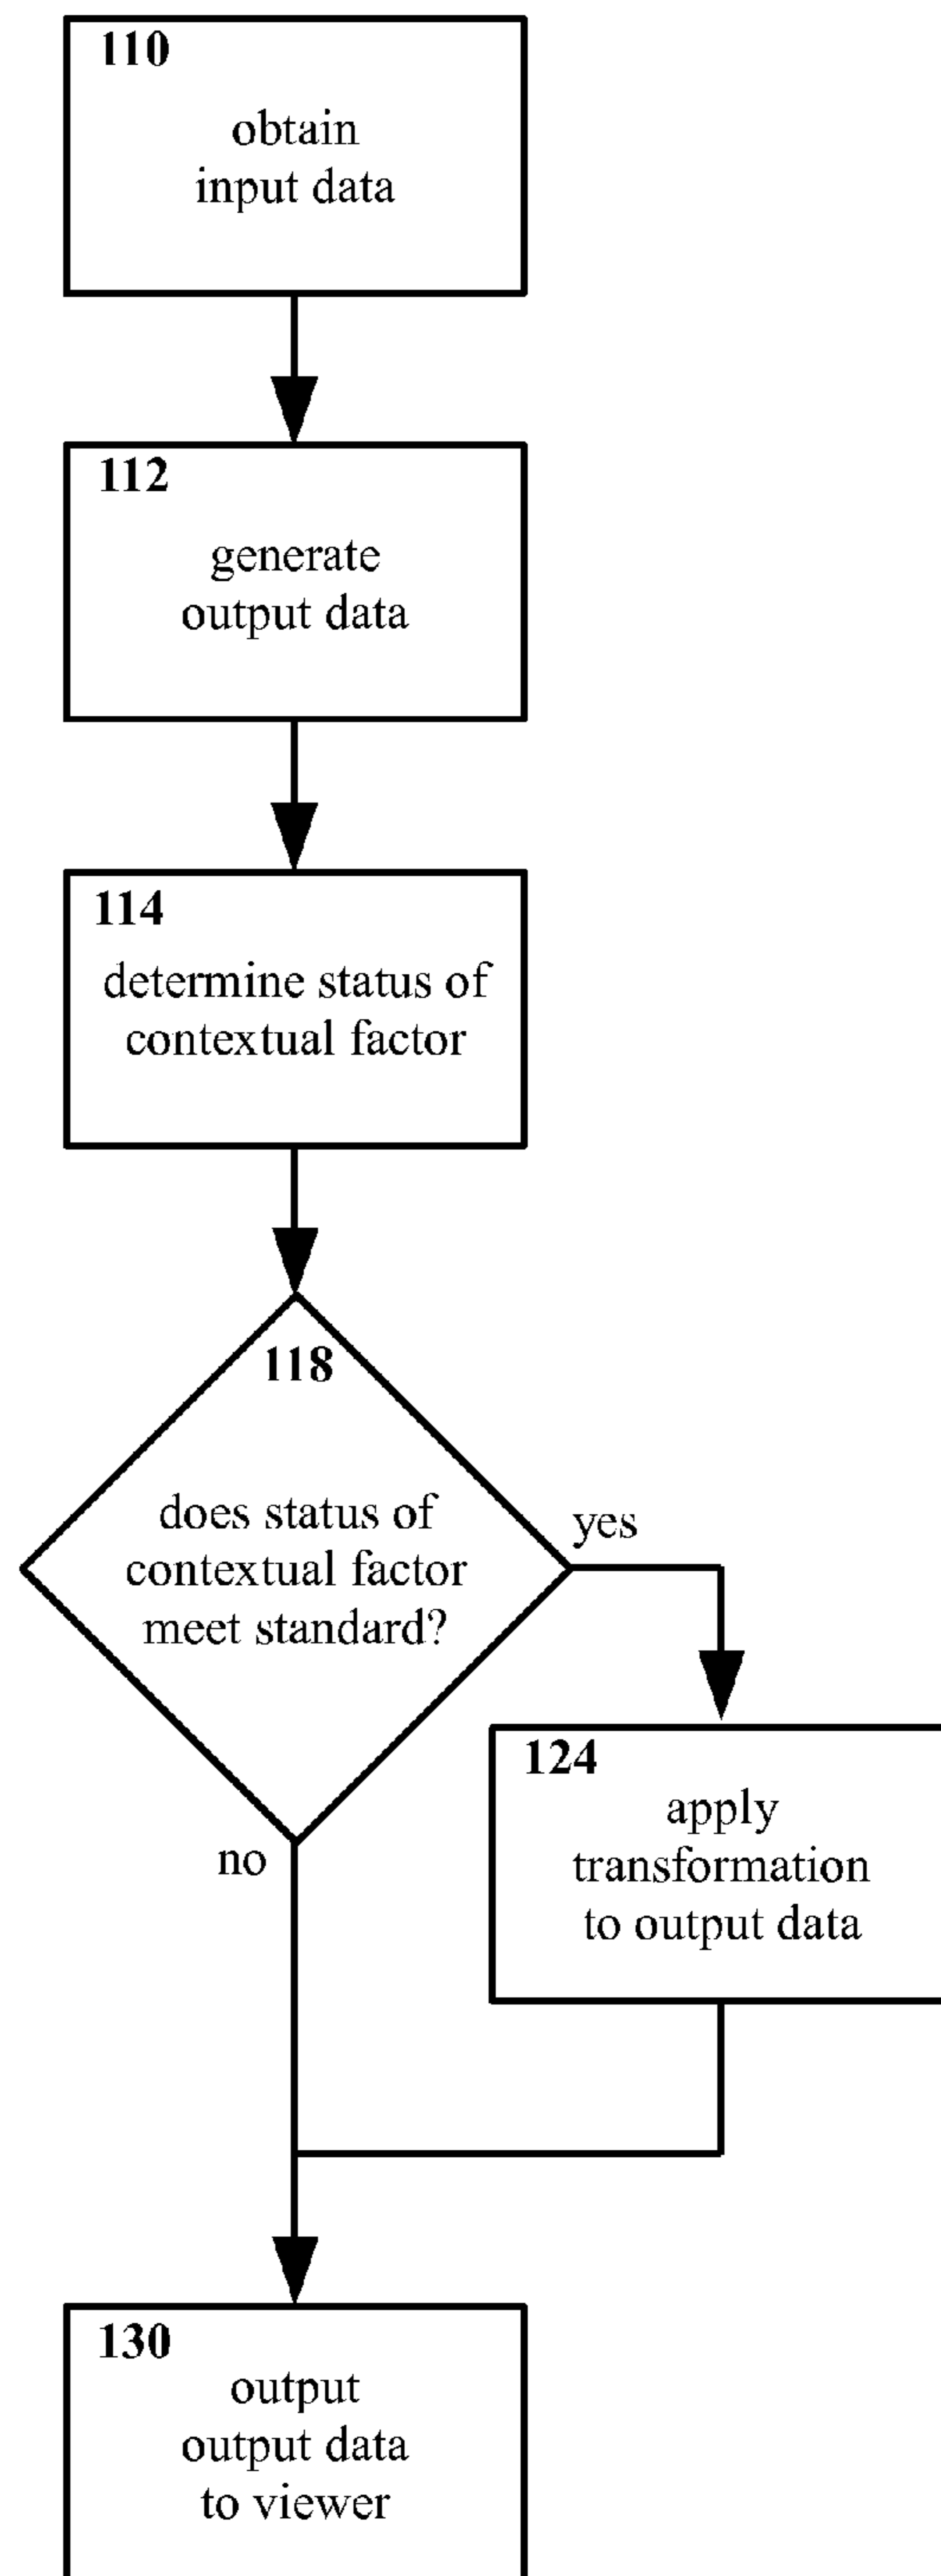 110
obtain
input data
112
generate
output data
114
determine status of
contextual factor
118
does status of
contextual factor
meet standard?
yes
124
apply
transformation
to output data
no
130
output
output data
to viewer